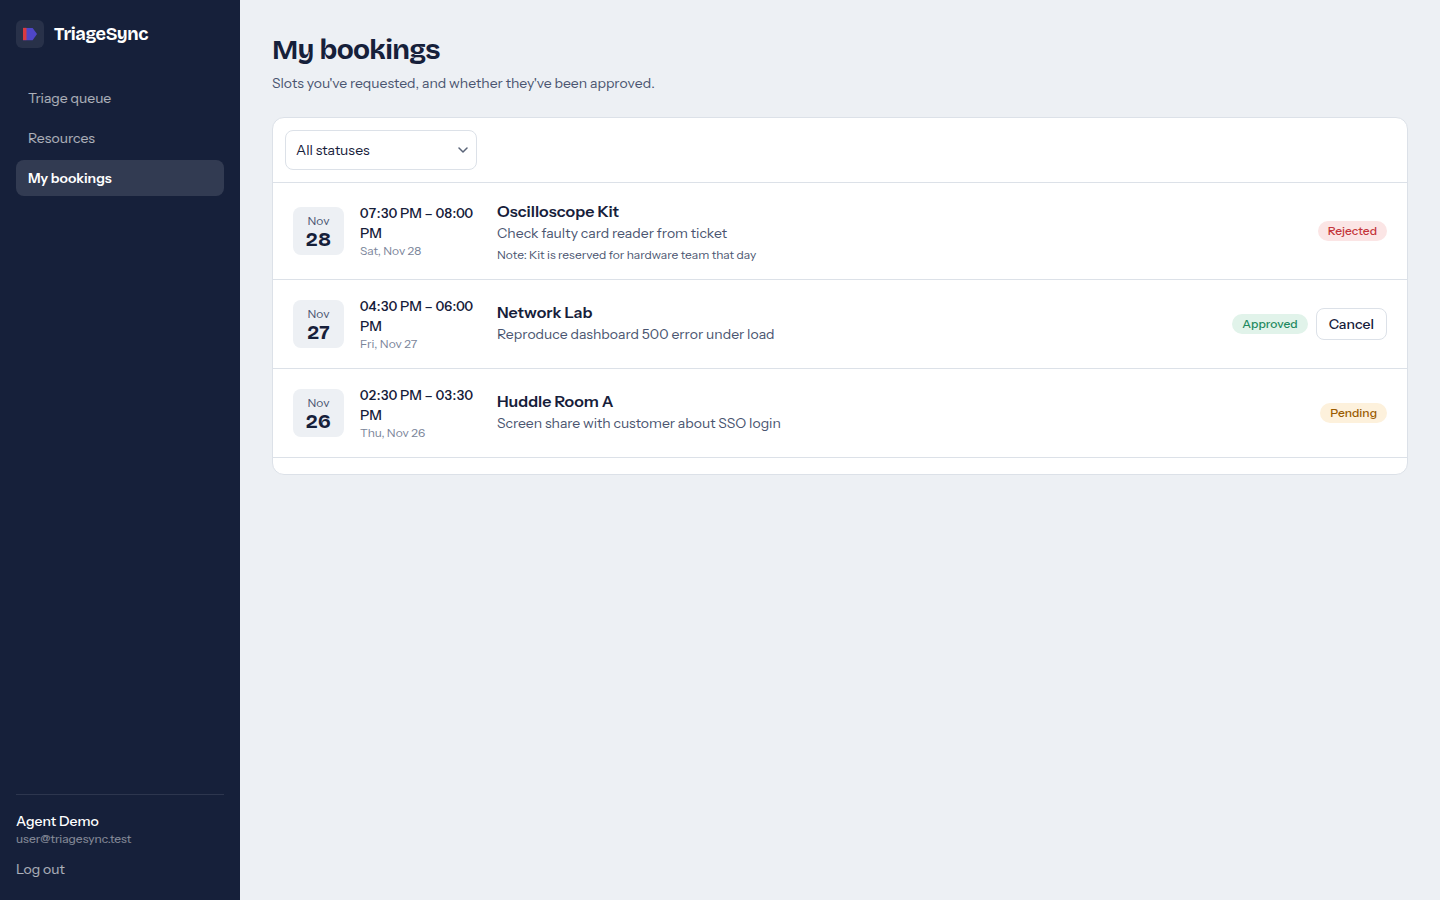 TriageSync
Triage queue
Resources
My bookings
Agent Demo
user@triagesync.test
Log out
My bookings
Slots you've requested, and whether they've been approved.
All statuses
Nov
28
07:30 PM – 08:00
PM
Sat, Nov 28
Oscilloscope Kit
Check faulty card reader from ticket
Note: Kit is reserved for hardware team that day
Rejected
Nov
27
04:30 PM – 06:00
PM
Fri, Nov 27
Network Lab
Reproduce dashboard 500 error under load
Approved
Cancel
Nov
26
02:30 PM – 03:30
PM
Thu, Nov 26
Huddle Room A
Screen share with customer about SSO login
Pending